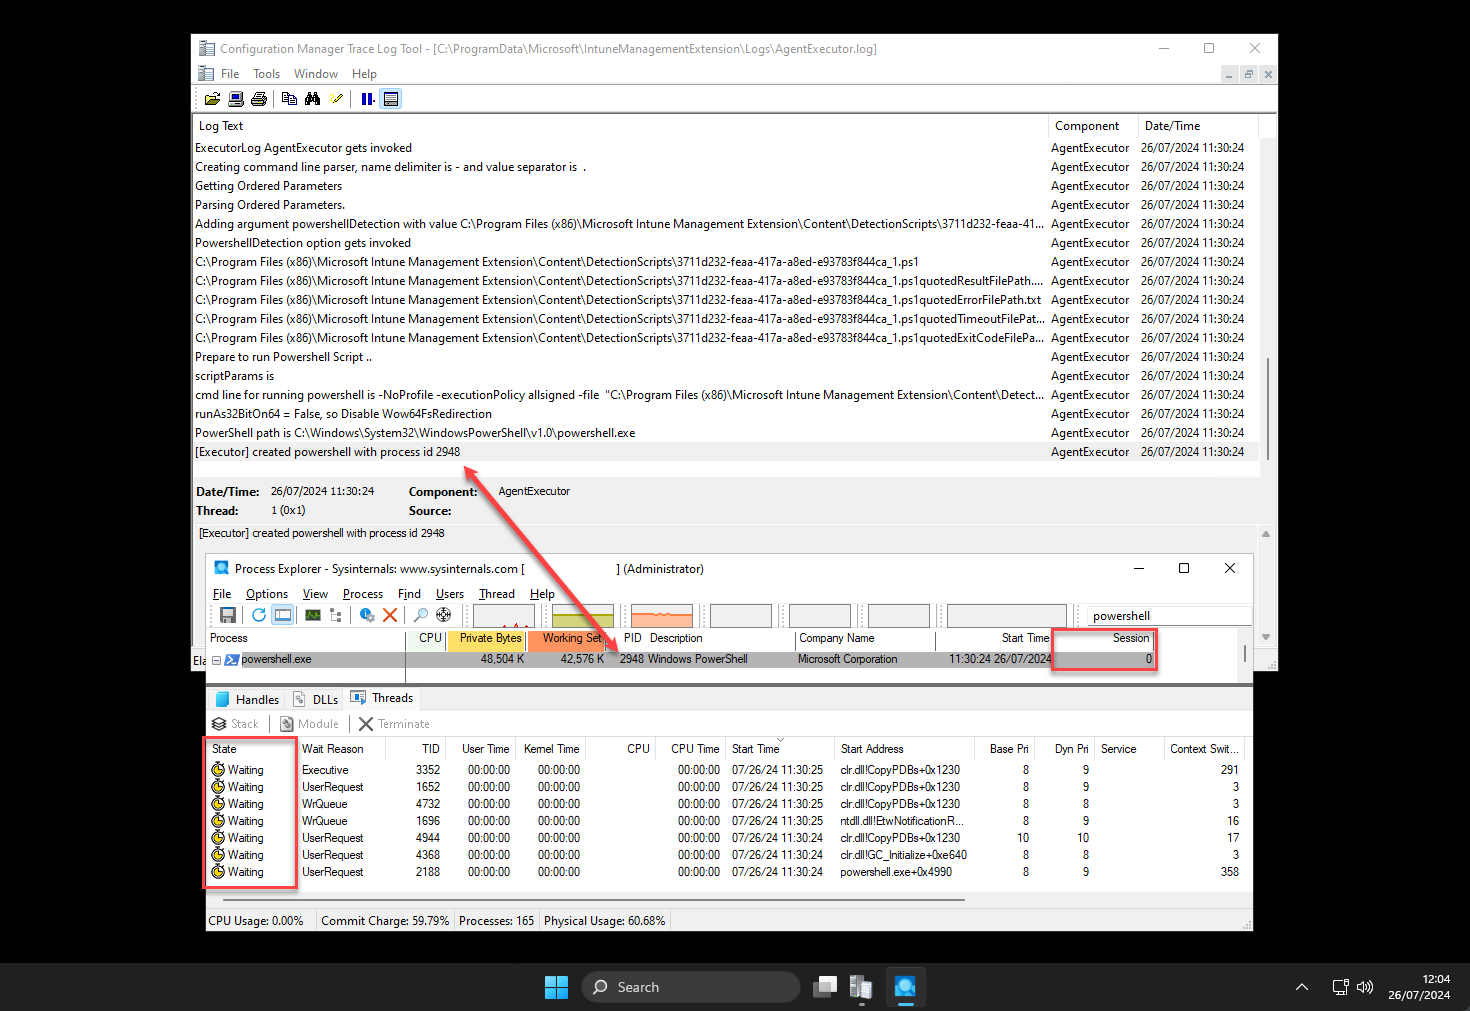 Configuration Manager Trace Log Tool - [C:\ProgramData\Microsoft\IntuneManagementExtension\Logs\AgentExecutor.log]
File Tools Window Help
Log Text Component Date/Time
ExecutorLog AgentExecutor gets invoked AgentExecutor 26/07/2024 11:30:24
Creating command line parser, name delimiter is - and value separator is . AgentExecutor 26/07/2024 11:30:24
Getting Ordered Parameters AgentExecutor 26/07/2024 11:30:24
Parsing Ordered Parameters. AgentExecutor 26/07/2024 11:30:24
Adding argument powershellDetection with value C:\Program Files (x86)\Microsoft Intune Management Extension\Content\DetectionScripts\3711d232-feaa-41... AgentExecutor 26/07/2024 11:30:24
PowershellDetection option gets invoked AgentExecutor 26/07/2024 11:30:24
C:\Program Files (x86)\Microsoft Intune Management Extension\Content\DetectionScripts\3711d232-feaa-417a-a8ed-e93783f844ca_1.ps1 AgentExecutor 26/07/2024 11:30:24
C:\Program Files (x86)\Microsoft Intune Management Extension\Content\DetectionScripts\3711d232-feaa-417a-a8ed-e93783f844ca_1.ps1quotedResultFilePath.... AgentExecutor 26/07/2024 11:30:24
C:\Program Files (x86)\Microsoft Intune Management Extension\Content\DetectionScripts\3711d232-feaa-417a-a8ed-e93783f844ca_1.ps1quotedErrorFilePath.txt AgentExecutor 26/07/2024 11:30:24
C:\Program Files (x86)\Microsoft Intune Management Extension\Content\DetectionScripts\3711d232-feaa-417a-a8ed-e93783f844ca_1.ps1quotedTimeoutFilePat... AgentExecutor 26/07/2024 11:30:24
C:\Program Files (x86)\Microsoft Intune Management Extension\Content\DetectionScripts\3711d232-feaa-417a-a8ed-e93783f844ca_1.ps1quotedExitCodeFilePa... AgentExecutor 26/07/2024 11:30:24
Prepare to run Powershell Script .. AgentExecutor 26/07/2024 11:30:24
scriptParams is AgentExecutor 26/07/2024 11:30:24
cmd line for running powershell is -NoProfile -executionPolicy allsigned -file "C:\Program Files (x86)\Microsoft Intune Management Extension\Content\Detect... AgentExecutor 26/07/2024 11:30:24
runAs32BitOn64 = False, so Disable Wow64FsRedirection AgentExecutor 26/07/2024 11:30:24
PowerShell path is C:\Windows\System32\WindowsPowerShell\v1.0\powershell.exe AgentExecutor 26/07/2024 11:30:24
[Executor] created powershell with process id 2948 AgentExecutor 26/07/2024 11:30:24
Date/Time: 26/07/2024 11:30:24 Component: AgentExecutor
Thread: 1 (0x1) Source:
[Executor] created powershell with process id 2948
Process Explorer - Sysinternals: www.sysinternals.com [ ] (Administrator)
File Options View Process Find Users Thread Help
powershell
Process CPU Private Bytes Working Set PID Description Company Name Start Time Session
Ela powershell.exe 48,504 K 42,576 K 2948 Windows PowerShell Microsoft Corporation 11:30:24 26/07/2024 0
Handles DLLs Threads
Stack Module Terminate
State Wait Reason TID User Time Kernel Time CPU CPU Time Start Time Start Address Base Pri Dyn Pri Service Context Swit...
Waiting Executive 3352 00:00:00 00:00:00 00:00:00 07/26/24 11:30:25 clr.dll!CopyPDBs+0x1230 8 9 291
Waiting UserRequest 1652 00:00:00 00:00:00 00:00:00 07/26/24 11:30:25 clr.dll!CopyPDBs+0x1230 8 9 3
Waiting WrQueue 4732 00:00:00 00:00:00 00:00:00 07/26/24 11:30:25 clr.dll!CopyPDBs+0x1230 8 8 3
Waiting WrQueue 1696 00:00:00 00:00:00 00:00:00 07/26/24 11:30:25 ntdll.dll!EtwNotificationR... 8 9 16
Waiting UserRequest 4944 00:00:00 00:00:00 00:00:00 07/26/24 11:30:24 clr.dll!CopyPDBs+0x1230 10 10 17
Waiting UserRequest 4368 00:00:00 00:00:00 00:00:00 07/26/24 11:30:24 clr.dll!GC_Initialize+0xe640 8 8 3
Waiting UserRequest 2188 00:00:00 00:00:00 00:00:00 07/26/24 11:30:24 powershell.exe+0x4990 8 9 358
CPU Usage: 0.00% Commit Charge: 59.79% Processes: 165 Physical Usage: 60.68%
Search
12:04
26/07/2024